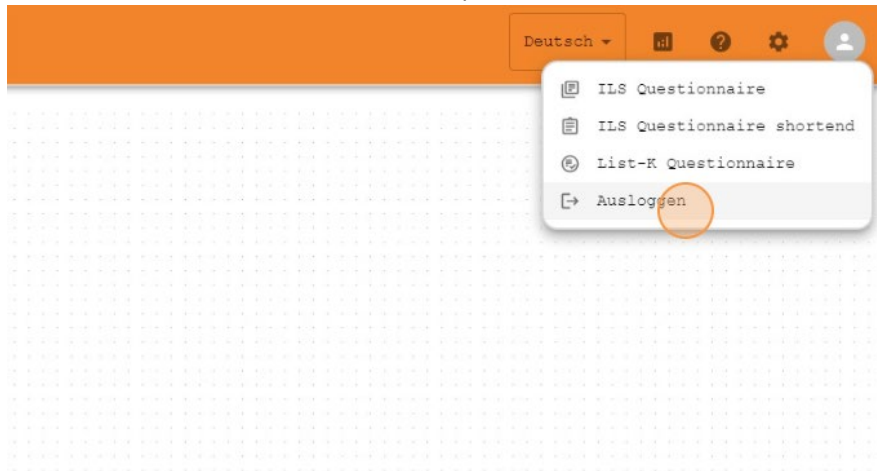 Deutsch
ILS Questionnaire
ILS Questionnaire shortend
List-K Questionnaire
Ausloggen